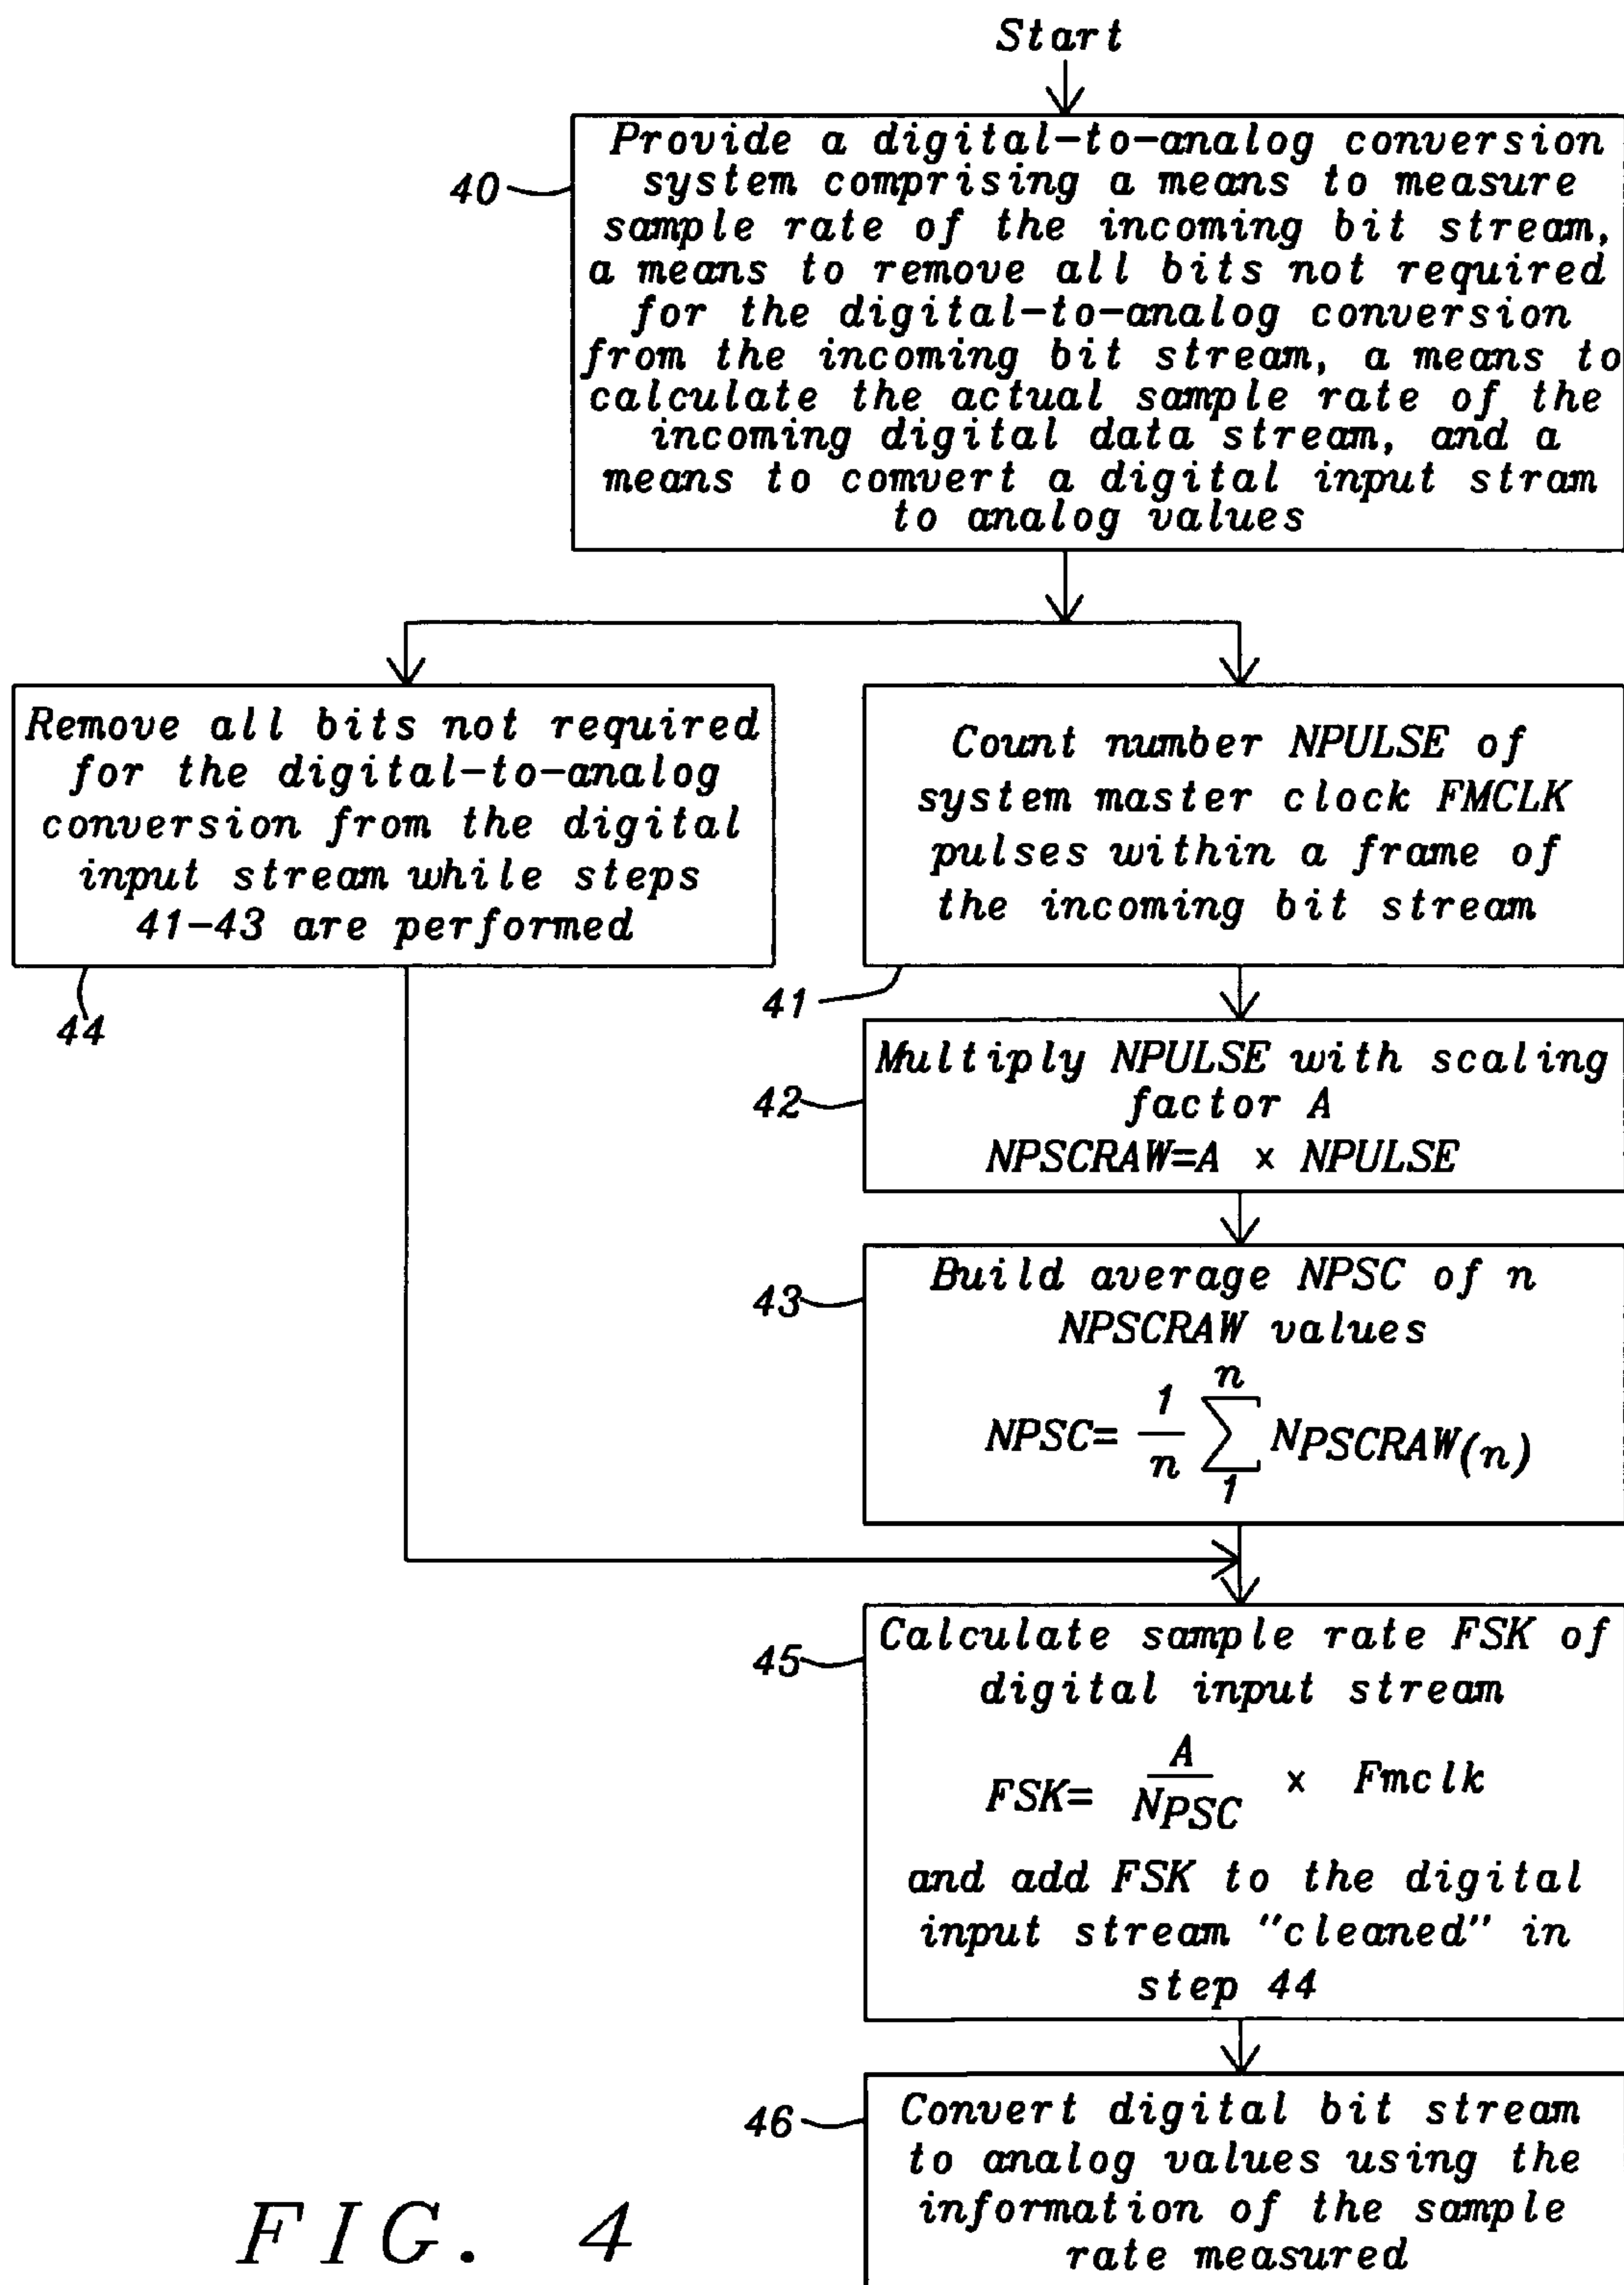 Start
40
Provide a digital-to-analog conversion
system comprising a means to measure
sample rate of the incoming bit stream,
a means to remove all bits not required
for the digital-to-analog conversion
from the incoming bit stream, a means to
calculate the actual sample rate of the
incoming digital data stream, and a
means to comvert a digital input stram
to analog values
Remove all bits not required
for the digital-to-analog
conversion from the digital
input stream while steps
41-43 are performed
44
Count number NPULSE of
system master clock FMCLK
pulses within a frame of
the incoming bit stream
41
42
Multiply NPULSE with scaling
factor A
NPSCRAW=A × NPULSE
43
Build average NPSC of n
NPSCRAW values
NPSC= 1/n n∑1 NPSCRAW(n)
45
Calculate sample rate FSK of
digital input stream
FSK= A/NPSC × Fmclk
and add FSK to the digital
input stream "cleaned" in
step 44
46
Convert digital bit stream
to analog values using the
information of the sample
rate measured
FIG. 4